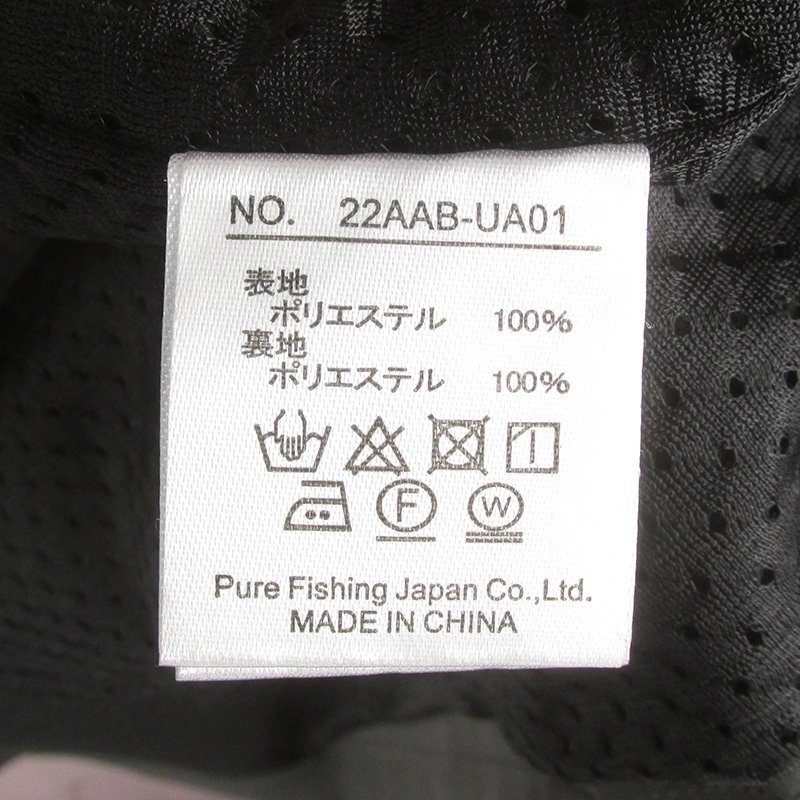 NO. 22AAB-UA01
表地
ポリエステル 100%
裏地
ポリエステル 100%
F W
Pure Fishing Japan Co.,Ltd.
MADE IN CHINA